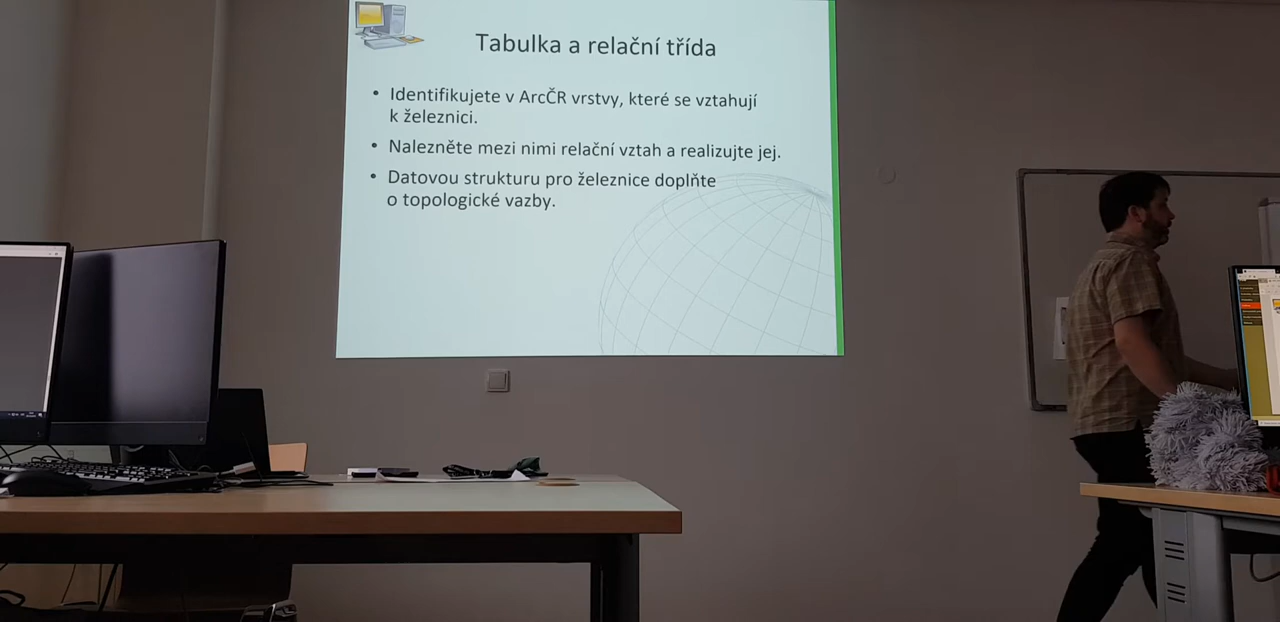 Tabulka a relační třída
• Identifikujete v ArcČR vrstvy, které se vztahují
k železnici.
• Nalezněte mezi nimi relační vztah a realizujte jej.
• Datovou strukturu pro železnice doplňte
o topologické vazby.